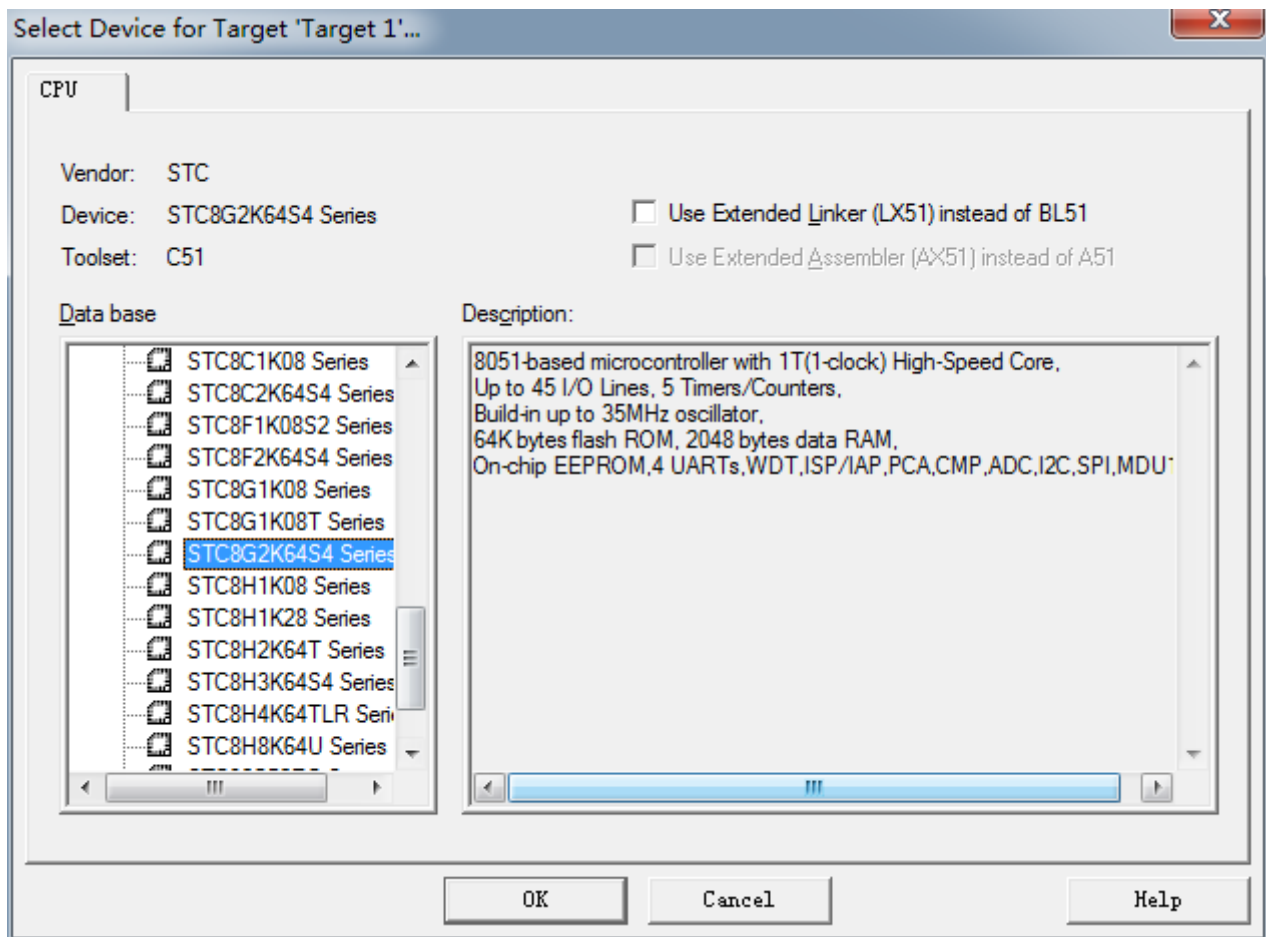 Select Device for Target 'Target 1'...
CPU
Vendor: STC
Device: STC8G2K64S4 Series
Toolset: C51
Use Extended Linker (LX51) instead of BL51
Use Extended Assembler (AX51) instead of A51
Data base
STC8C1K08 Series
STC8C2K64S4 Series
STC8F1K08S2 Series
STC8F2K64S4 Series
STC8G1K08 Series
STC8G1K08T Series
STC8G2K64S4 Series
STC8H1K08 Series
STC8H1K28 Series
STC8H2K64T Series
STC8H3K64S4 Series
STC8H4K64TLR Seri
STC8H8K64U Series
Description:
8051-based microcontroller with 1T(1-clock) High-Speed Core,
Up to 45 I/O Lines, 5 Timers/Counters,
Build-in up to 35MHz oscillator,
64K bytes flash ROM, 2048 bytes data RAM,
On-chip EEPROM,4 UARTs,WDT,ISP/IAP,PCA,CMP,ADC,I2C,SPI,MDU
OK
Cancel
Help